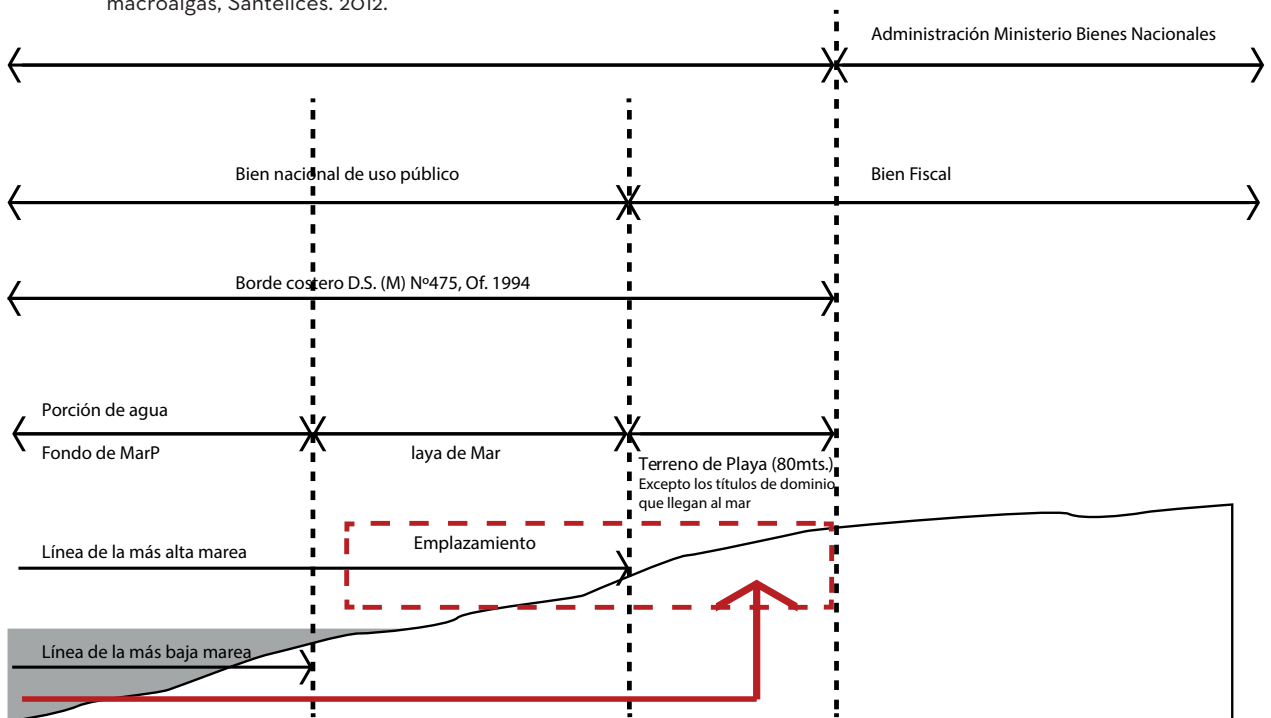 macroalgas, Santelices. 2012.
Administración Ministerio Bienes Nacionales
Bien nacional de uso público
Bien Fiscal
Borde costero D.S. (M) Nº475, Of. 1994
Porción de agua
Fondo de MarP
laya de Mar
Terreno de Playa (80mts.)
Excepto los títulos de dominio
que llegan al mar
Emplazamiento
Línea de la más alta marea
Línea de la más baja marea